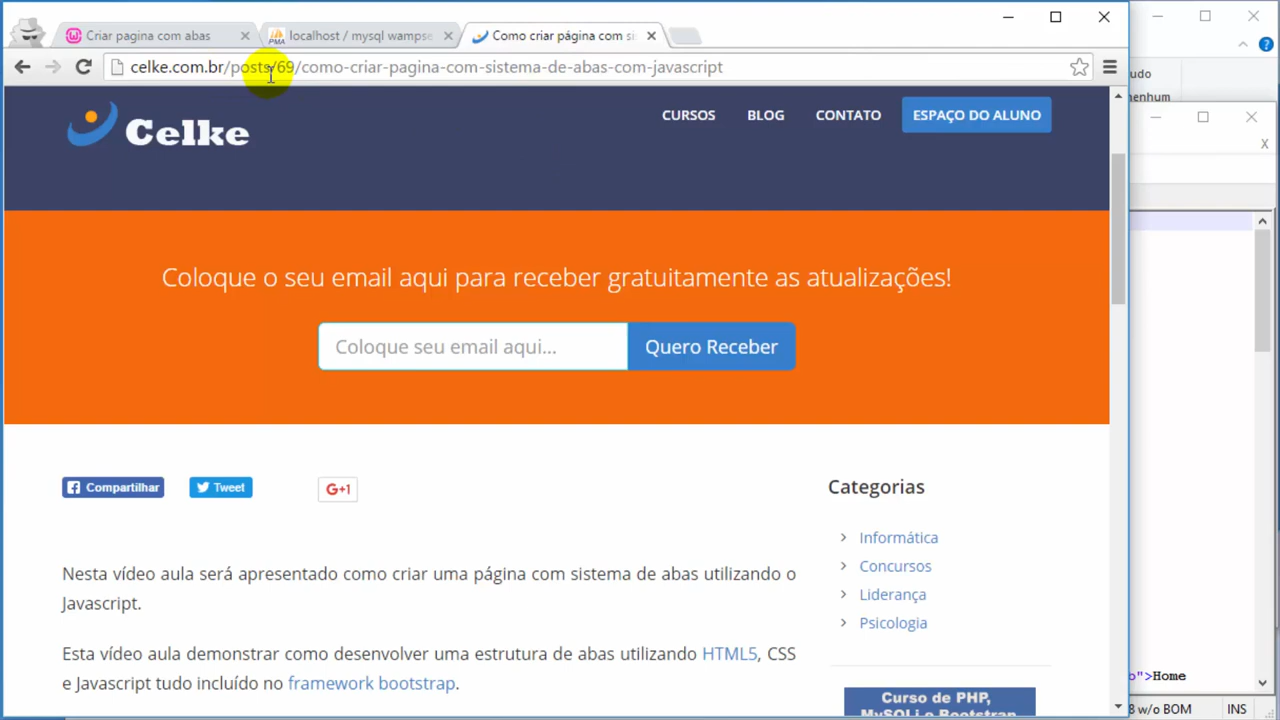 Criar pagina com abas
localhost / mysql wampse
Como criar página com si
celke.com.br/posts/69/como-criar-pagina-com-sistema-de-abas-com-javascript
udo
nenhum
X
Celke
CURSOS
BLOG
CONTATO
ESPAÇO DO ALUNO
Coloque o seu email aqui para receber gratuitamente as atualizações!
Coloque seu email aqui...
Quero Receber
Compartilhar
Tweet
G+1
Categorias
Informática
Concursos
Liderança
Psicologia
Nesta vídeo aula será apresentado como criar uma página com sistema de abas utilizando o
Javascript.
Esta vídeo aula demonstrar como desenvolver uma estrutura de abas utilizando HTML5, CSS
e Javascript tudo incluído no framework bootstrap.
Curso de PHP,
MySQLi e Bootstrap
o">Home
8 w/o BOM
INS